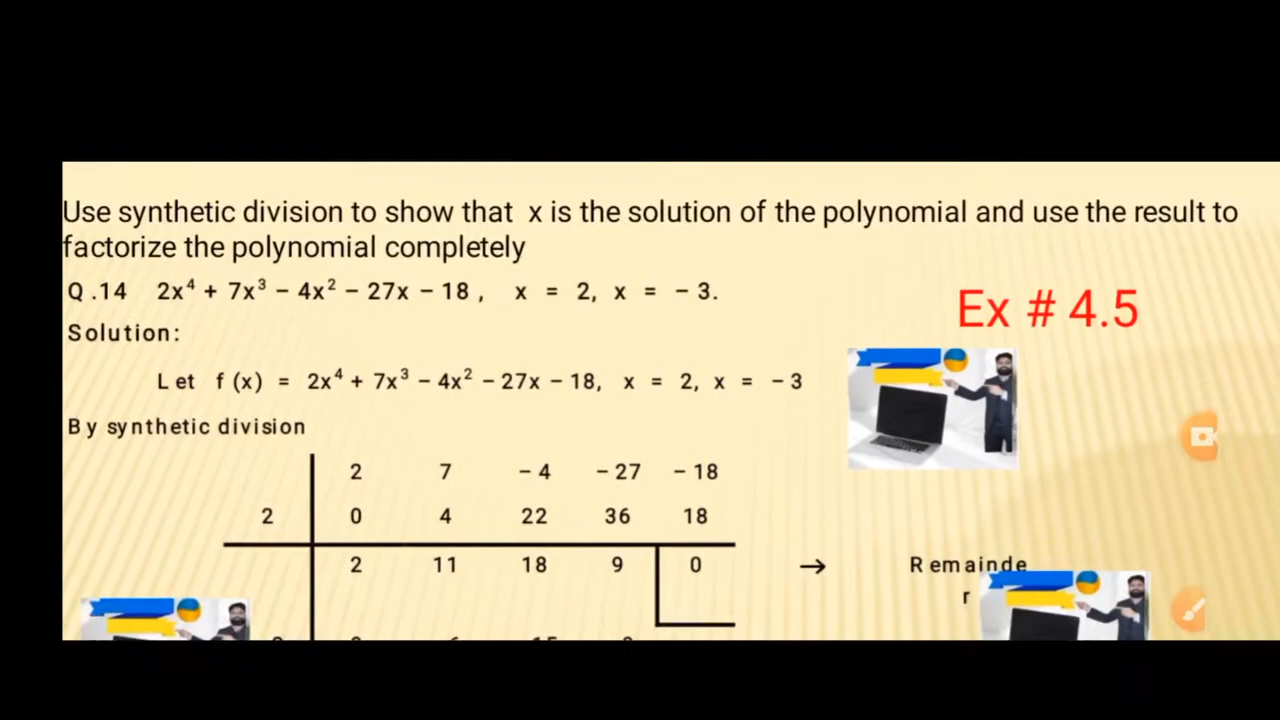 Use synthetic division to show that x is the solution of the polynomial and use the result to
factorize the polynomial completely
Q.14 2x⁴ + 7x³ − 4x² − 27x − 18, x = 2, x = − 3.
Ex # 4.5
Solution:
Let f (x) = 2x⁴ + 7x³ − 4x² − 27x − 18, x = 2, x = − 3
By synthetic division
2 7 − 4 − 27 − 18
2 0 4 22 36 18
2 11 18 9 0 → Remainde
r